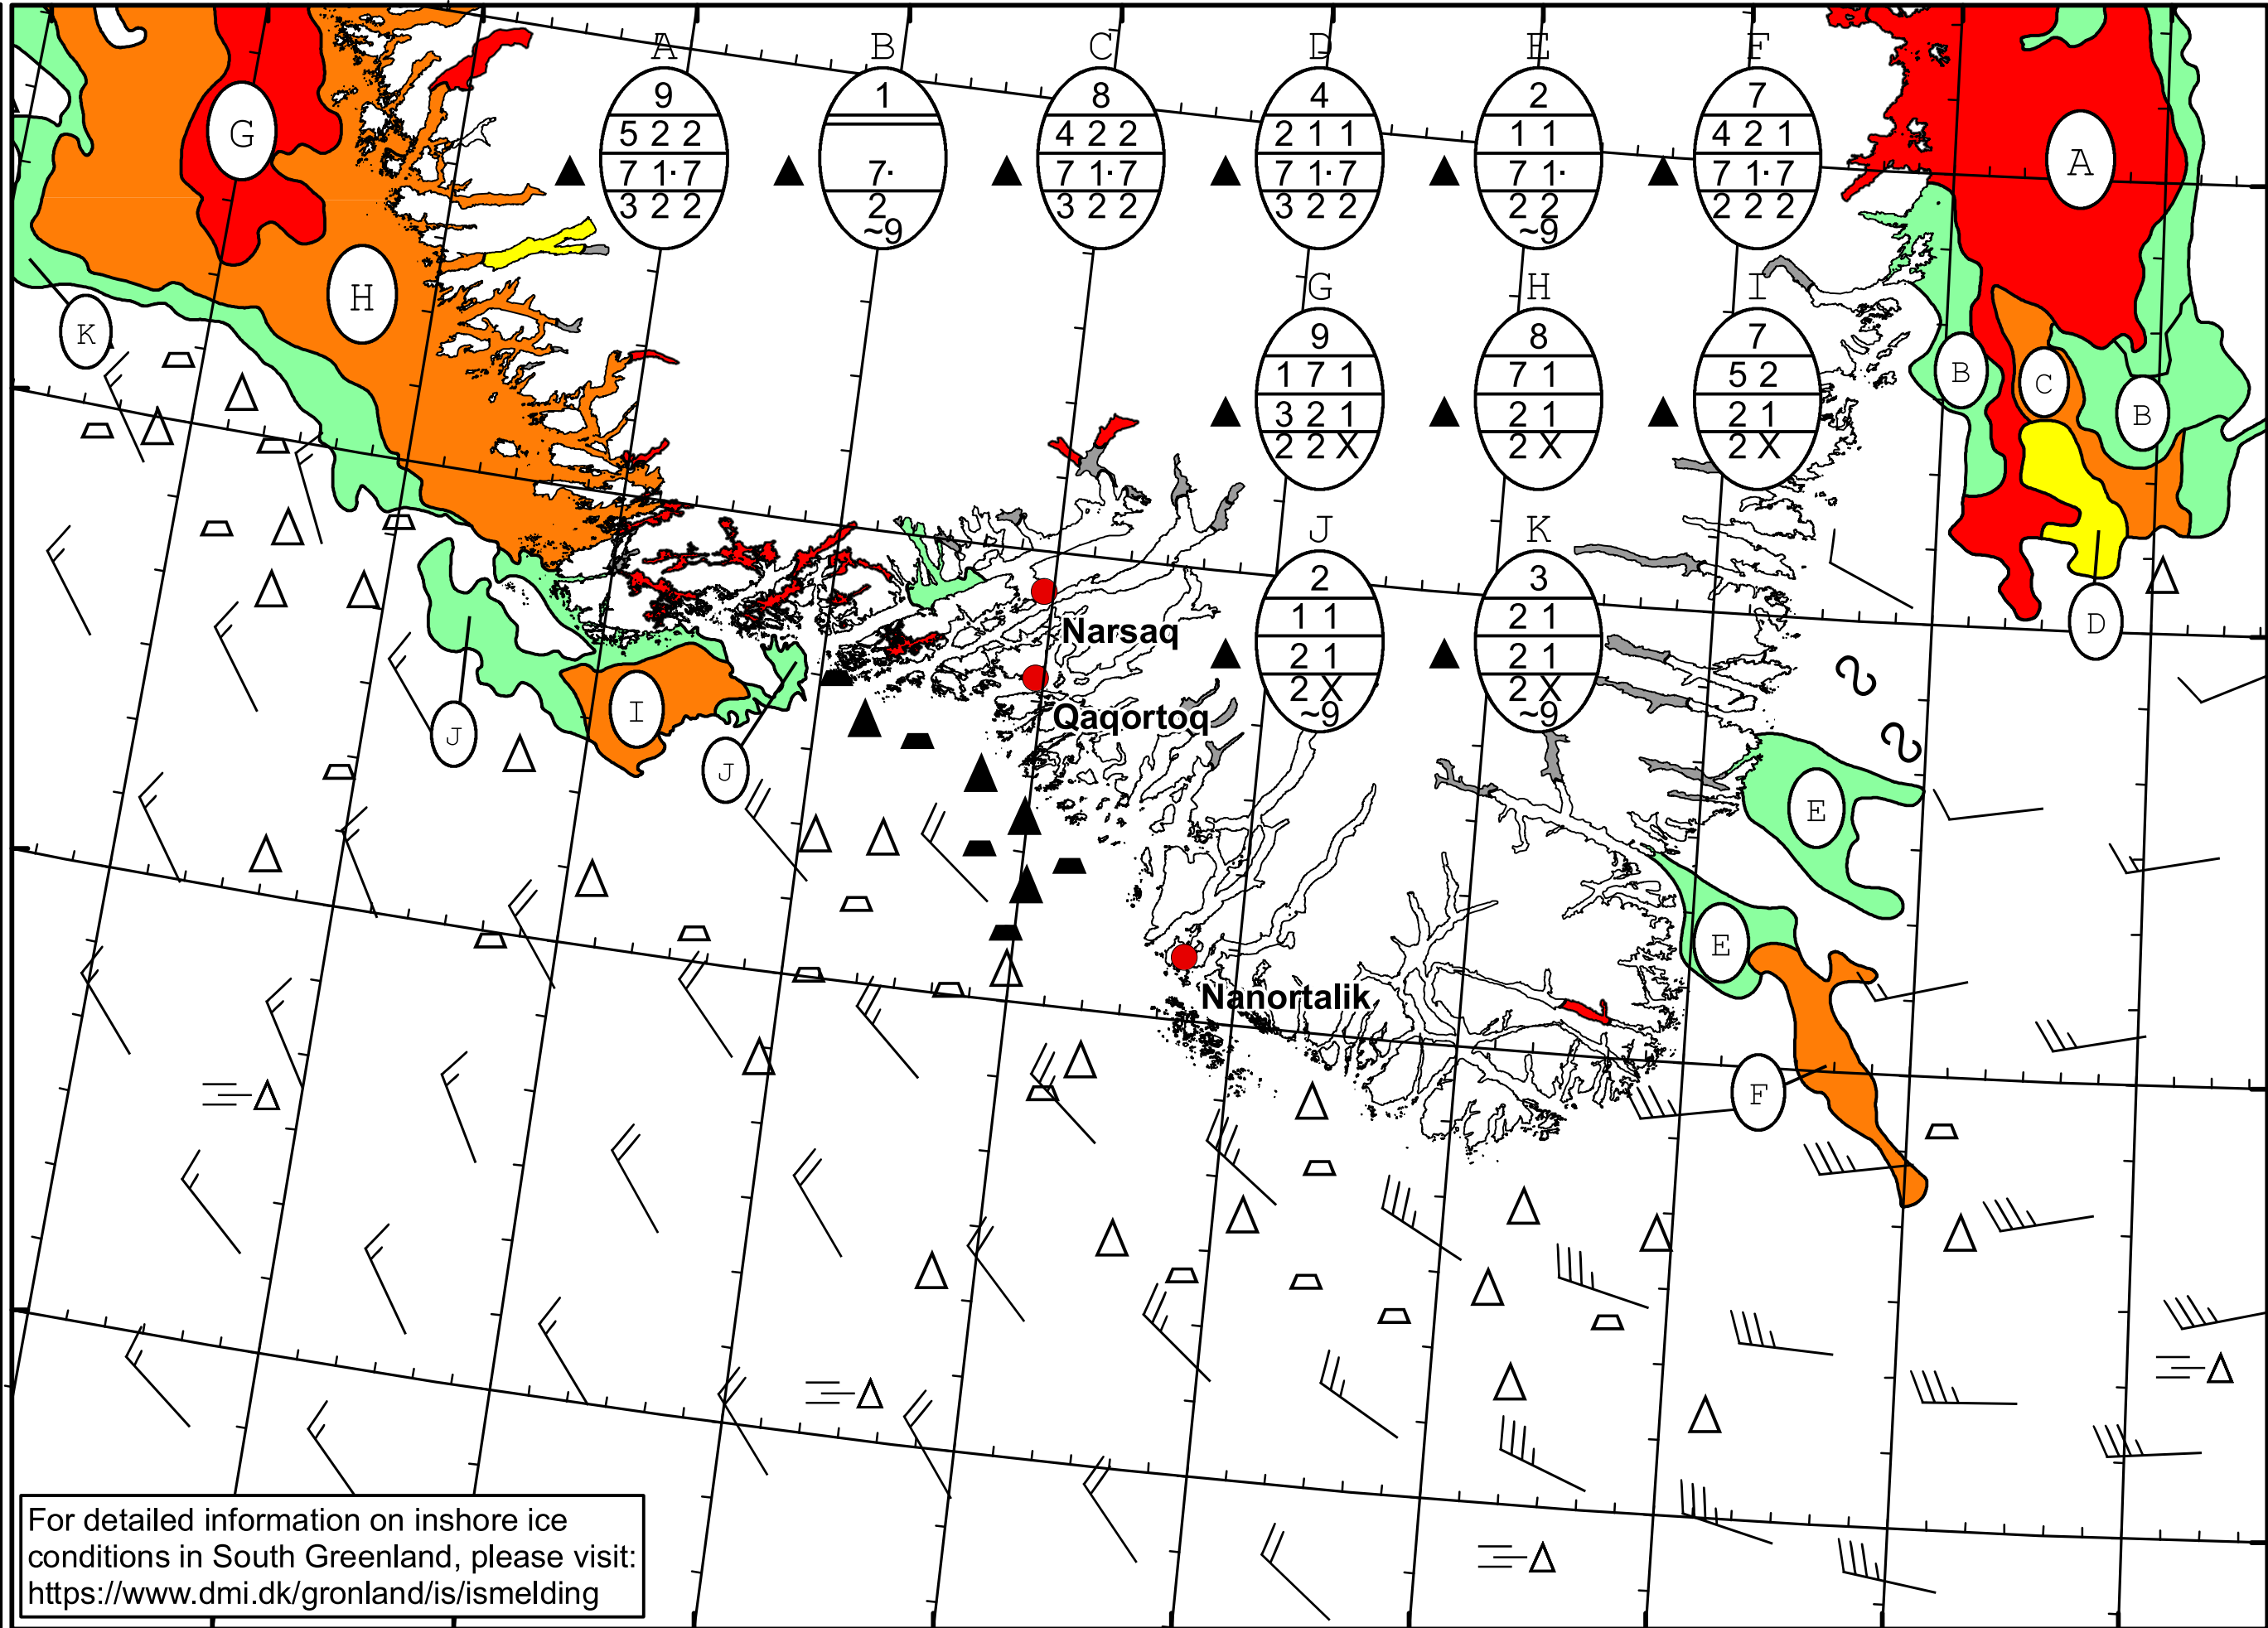 A B C D E F
9 1 8 4 2 7
5 2 2 4 2 2 2 1 1 1 1 4 2 1
7 1· 7 7· 7 1· 7 7 1· 7 7 1· 7 1· 7
3 2 2 2 3 2 2 3 2 2 2 2 2 2 2
~9 ~9
G H I
9 8 7
1 7 1 7 1 5 2
3 2 1 2 1 2 1
2 2 X 2 X 2 X
J K
2 3
1 1 2 1
2 1 2 1
2 X 2 X
~9 ~9
G
A
H
K
B
C
B
D
Narsaq
Qaqortoq
I
J
J
E
E
Nanortalik
F
For detailed information on inshore ice
conditions in South Greenland, please visit:
https://www.dmi.dk/gronland/is/ismelding